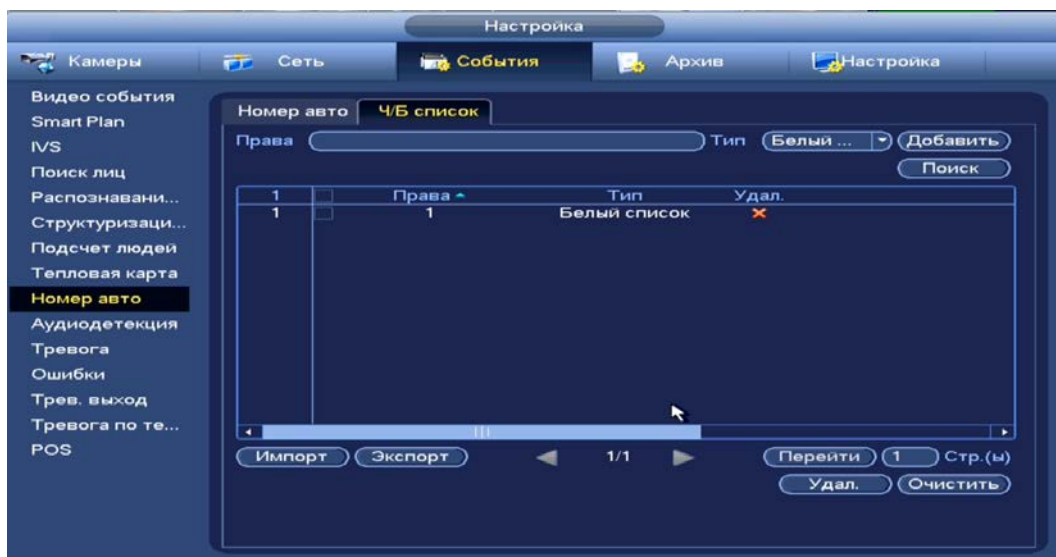 Настройка
Камеры Сеть События Архив Настройка
Видео события
Smart Plan
IVS
Поиск лиц
Распознавани...
Структуризаци...
Подсчет людей
Тепловая карта
Номер авто
Аудиодетекция
Тревога
Ошибки
Трев. выход
Тревога по те...
POS
Номер авто Ч/Б список
Права Тип Белый ... Добавить
Поиск
1 Права Тип Удал.
1 1 Белый список
Импорт Экспорт 1/1 Перейти 1 Стр.(ы)
Удал. Очистить